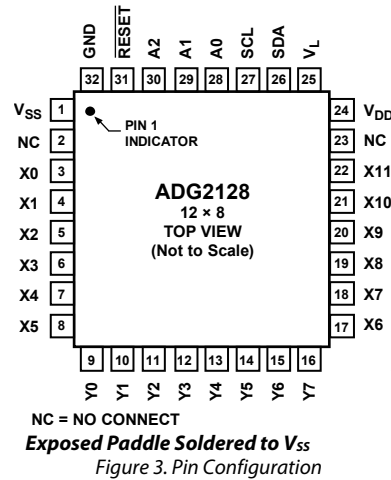 GND
RESET
A2
A1
A0
SCL
SDA
VL
32 31 30 29 28 27 26 25
VSS 1
NC 2
X0 3
X1 4
X2 5
X3 6
X4 7
X5 8
PIN 1
INDICATOR
ADG2128
12 × 8
TOP VIEW
(Not to Scale)
24 VDD
23 NC
22 X11
21 X10
20 X9
19 X8
18 X7
17 X6
9 10 11 12 13 14 15 16
Y0
Y1
Y2
Y3
Y4
Y5
Y6
Y7
NC = NO CONNECT
Exposed Paddle Soldered to VSS
Figure 3. Pin Configuration